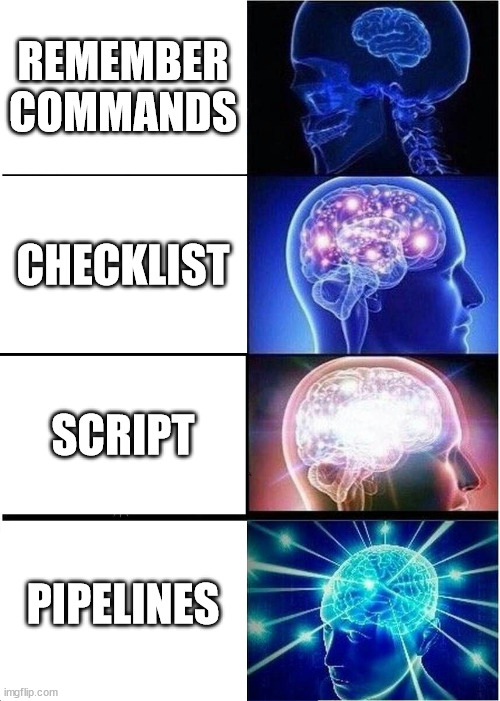 REMEMBER
COMMANDS
CHECKLIST
SCRIPT
PIPELINES
imgflip.com